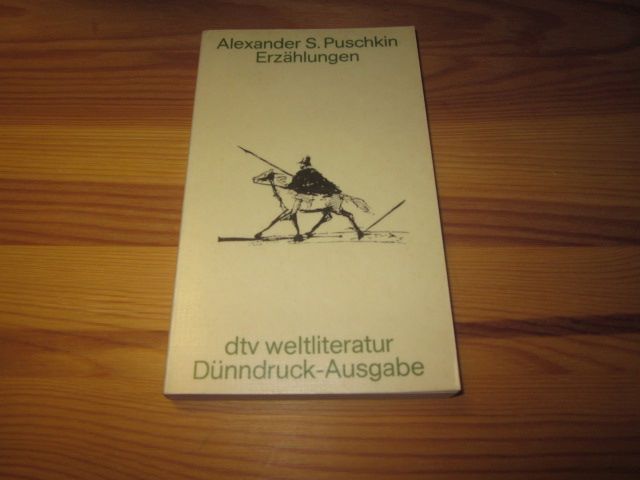 Alexander S. Puschkin
Erzählungen
dtv weltliteratur
Dünndruck-Ausgabe